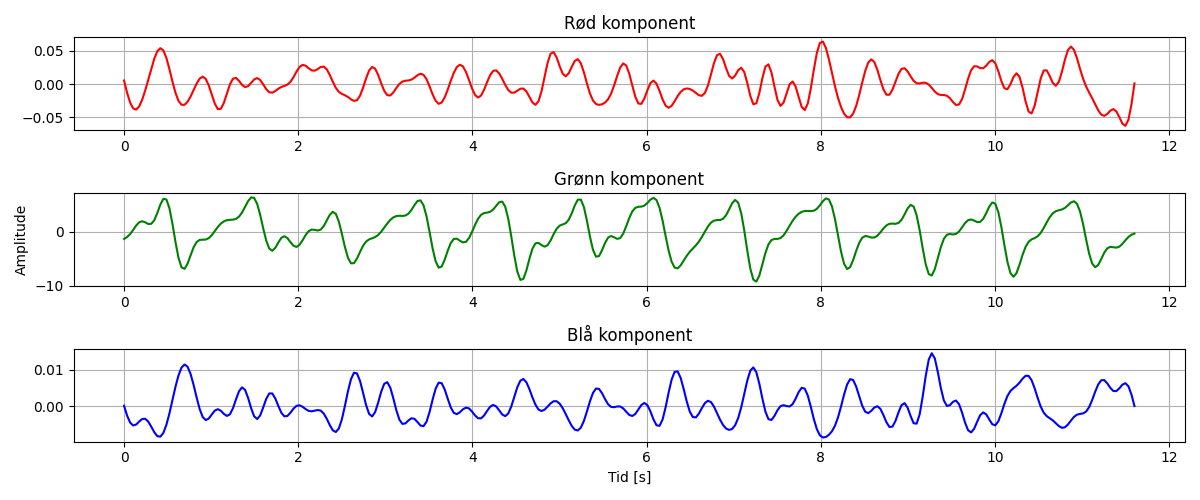 Rød komponent
0.05
0.00
−0.05
0 2 4 6 8 10 12
Grønn komponent
Amplitude
0
−10
0 2 4 6 8 10 12
Blå komponent
0.01
0.00
0 2 4 6 8 10 12
Tid [s]